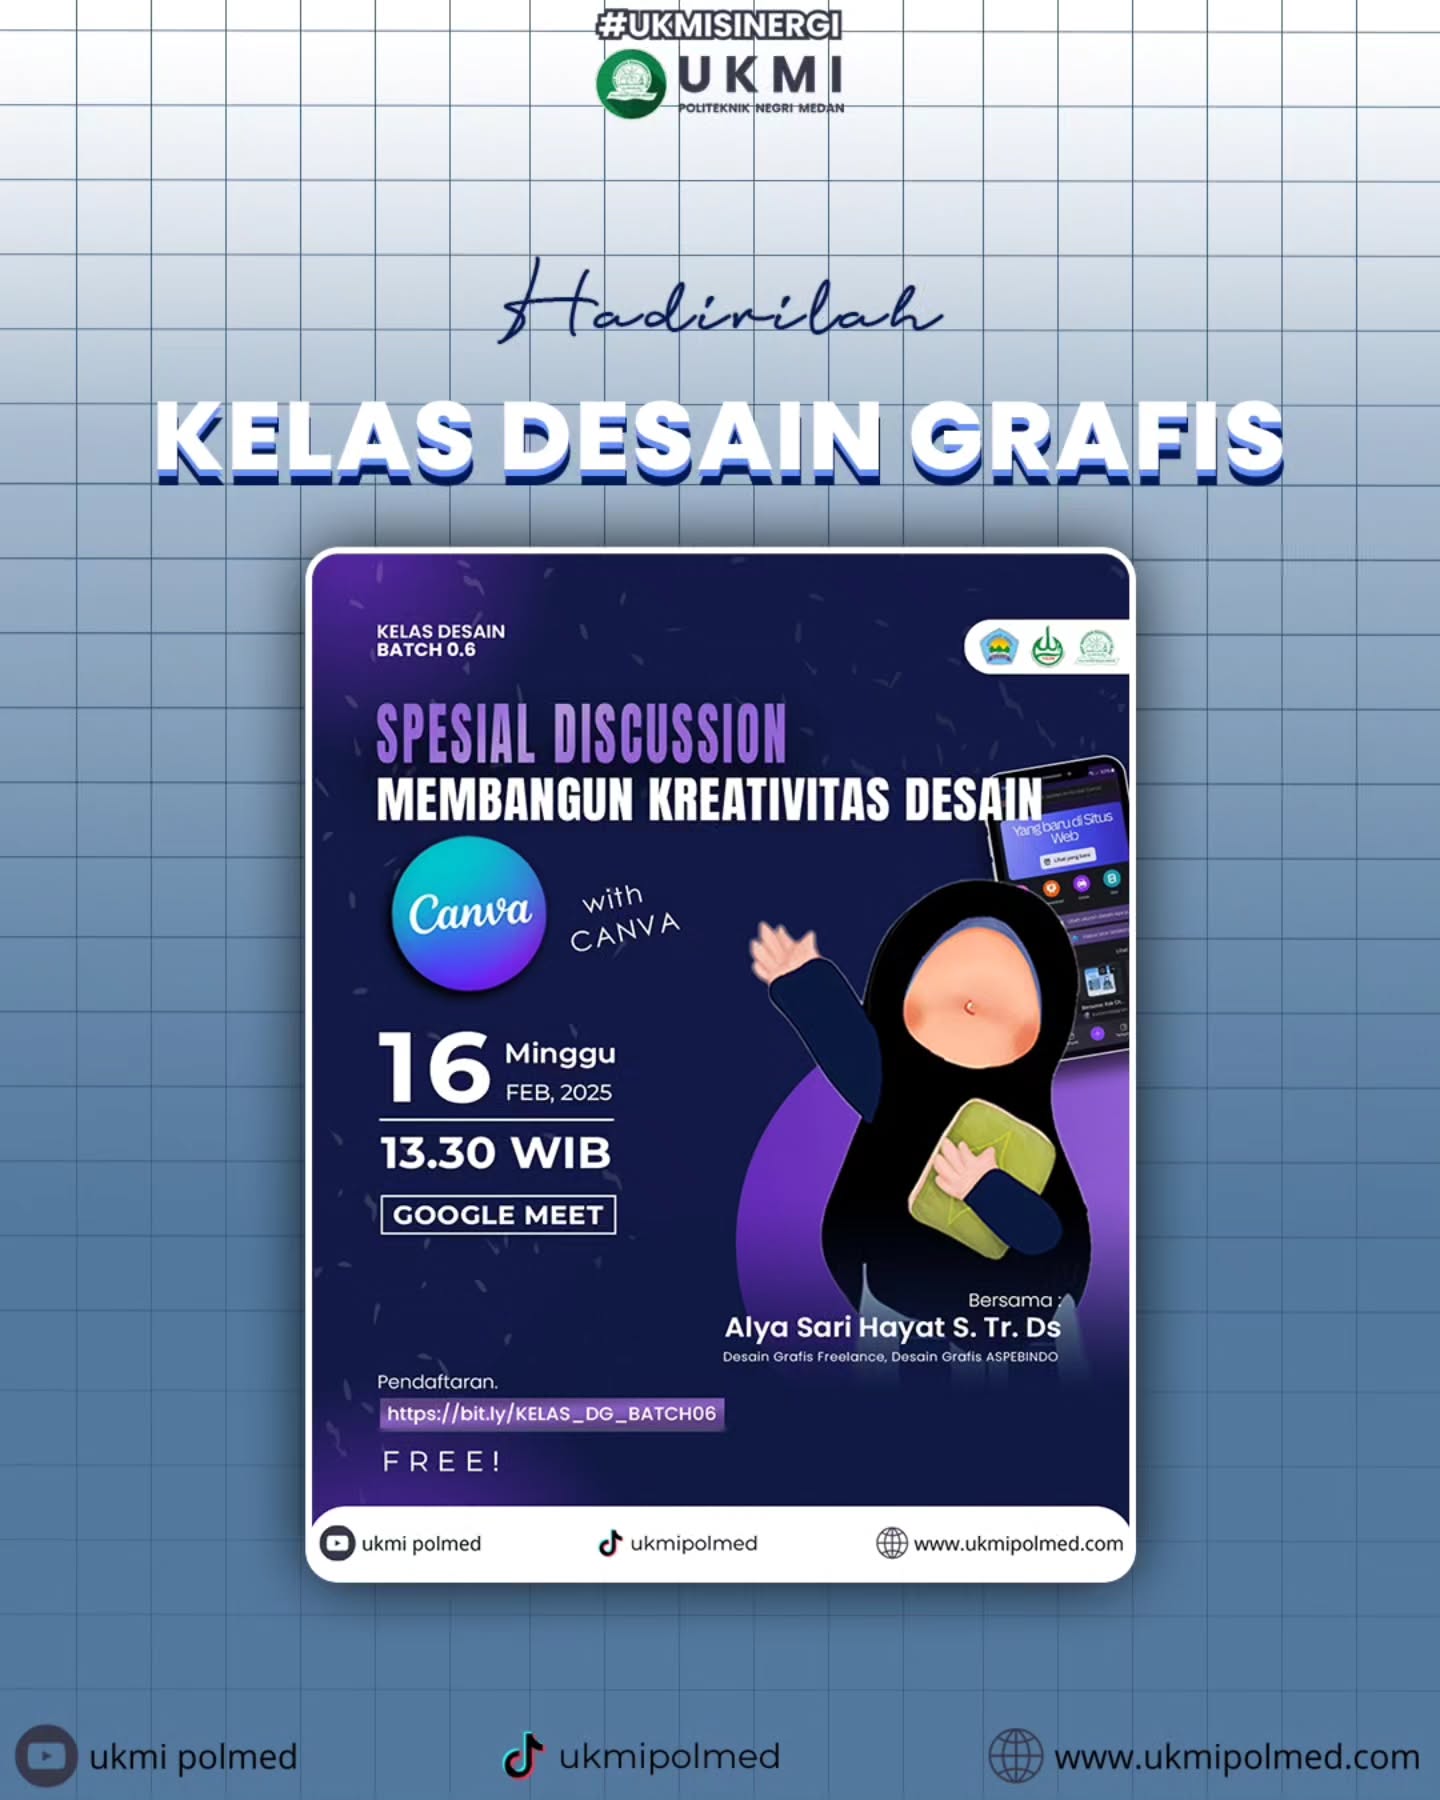 #UKMISINERGI
UKMI
POLITEKNIK NEGRI MEDAN
Hadirilah
KELAS DESAIN GRAFIS
KELAS DESAIN
BATCH 0.6
SPESIAL DISCUSSION
MEMBANGUN KREATIVITAS DESAIN
Yang baru di Situs
Web
Lihat yang baru
Canva
with
CANVA
16 Minggu
FEB, 2025
13.30 WIB
GOOGLE MEET
Bersama :
Alya Sari Hayat S. Tr. Ds
Desain Grafis Freelance, Desain Grafis ASPEBINDO
Pendaftaran.
https://bit.ly/KELAS_DG_BATCH06
FREE!
ukmi polmed
ukmipolmed
www.ukmipolmed.com
ukmi polmed
ukmipolmed
www.ukmipolmed.com